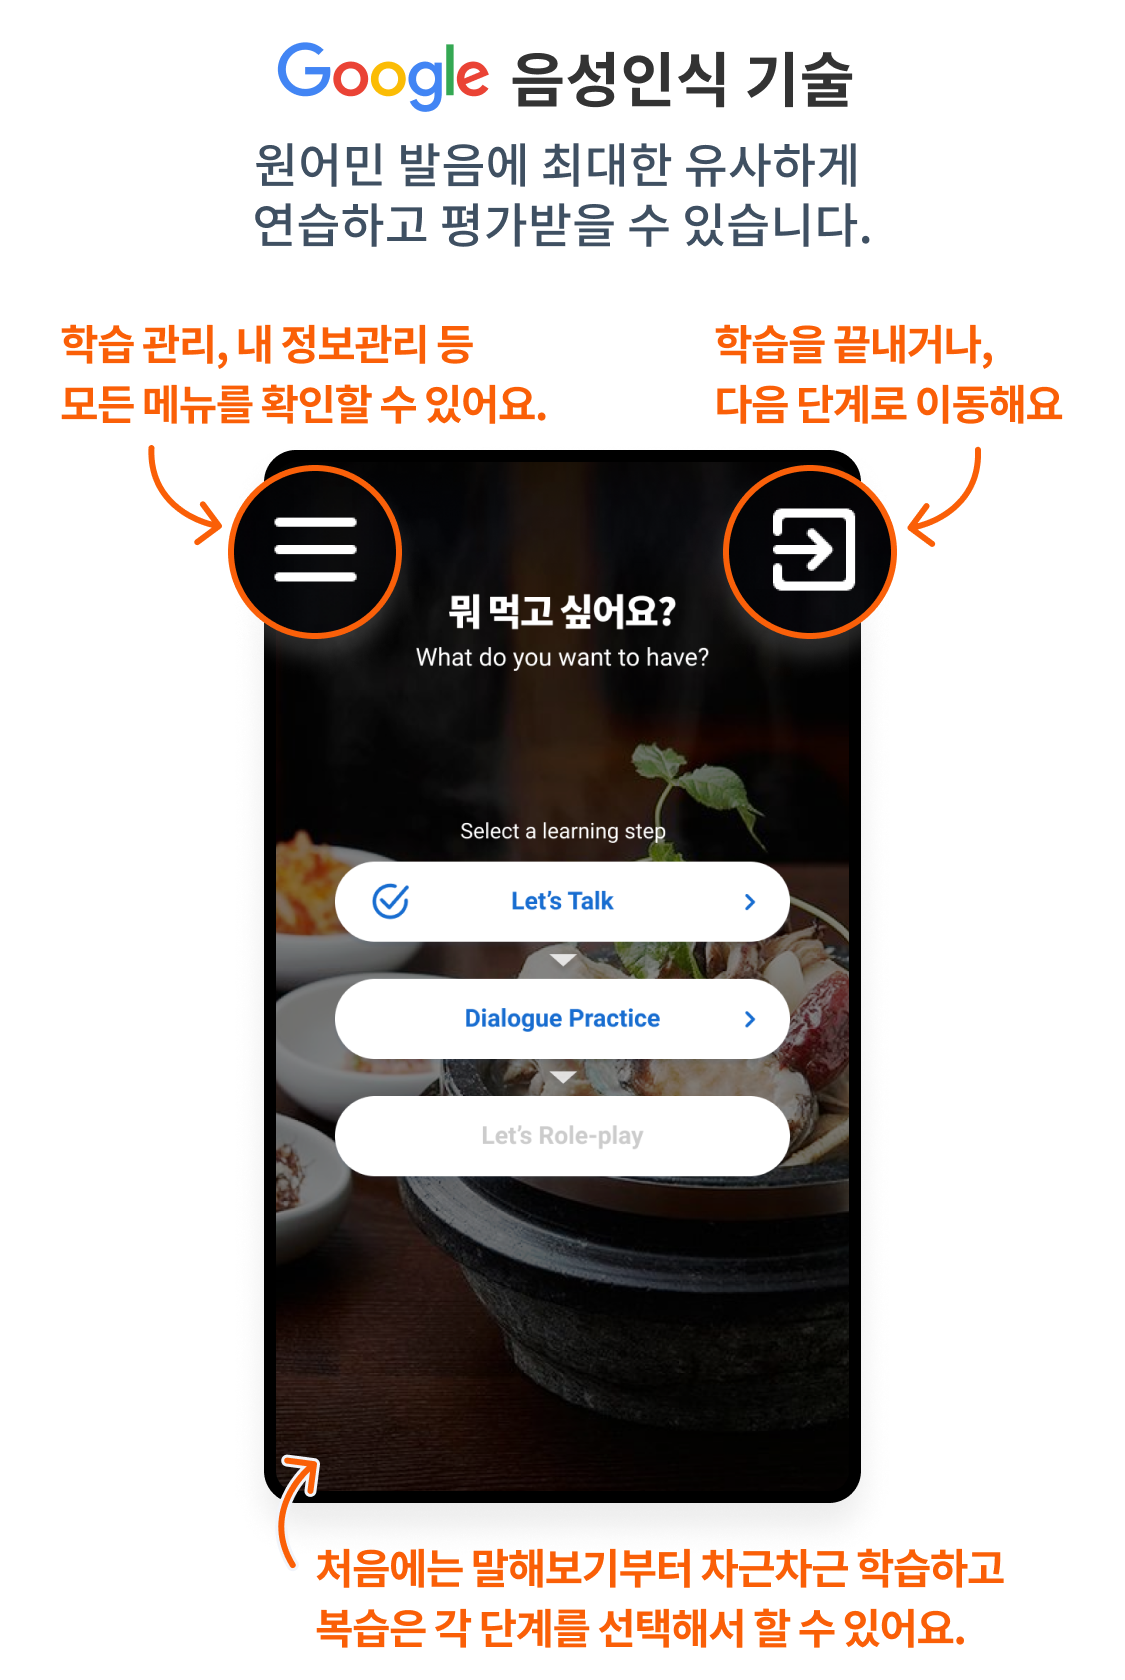 Google 음성인식 기술
원어민 발음에 최대한 유사하게
연습하고 평가받을 수 있습니다.
학습 관리, 내 정보관리 등
모든 메뉴를 확인할 수 있어요.
학습을 끝내거나,
다음 단계로 이동해요
뭐 먹고 싶어요?
What do you want to have?
Select a learning step
Let’s Talk
Dialogue Practice
Let’s Role-play
처음에는 말해보기부터 차근차근 학습하고
복습은 각 단계를 선택해서 할 수 있어요.